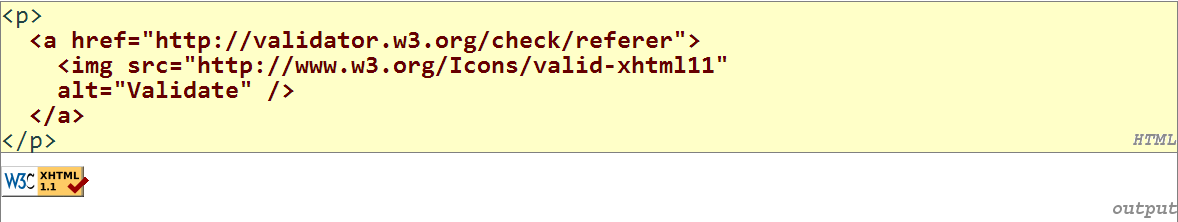 <p>
  <a href="http://validator.w3.org/check/referer">
    <img src="http://www.w3.org/Icons/valid-xhtml11"
    alt="Validate" />
  </a>
</p>
HTML
W3C XHTML
1.1
output